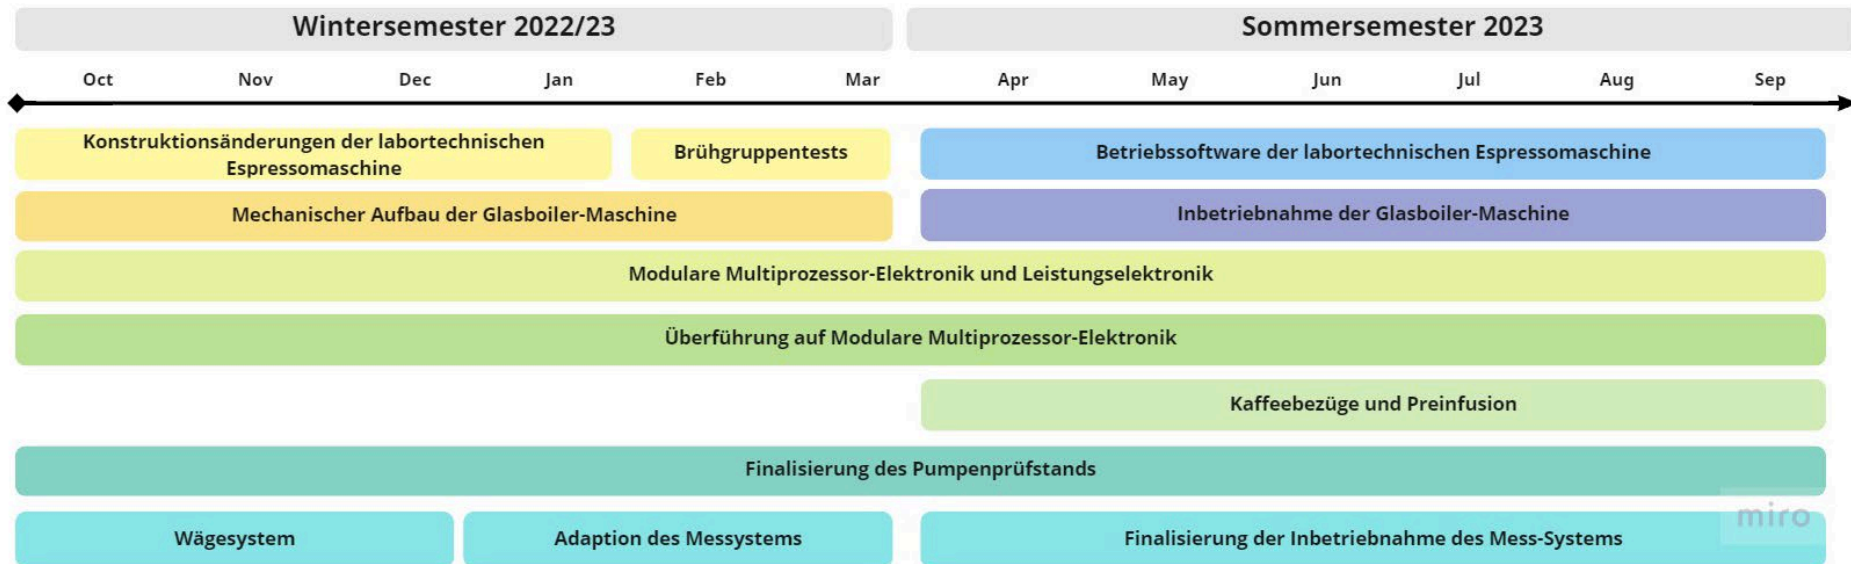 Wintersemester 2022/23
Sommersemester 2023
Oct Nov Dec Jan Feb Mar Apr May Jun Jul Aug Sep
Konstruktionsänderungen der labortechnischen
Espressomaschine
Brühgruppentests
Betriebssoftware der labortechnischen Espressomaschine
Mechanischer Aufbau der Glasboiler-Maschine
Inbetriebnahme der Glasboiler-Maschine
Modulare Multiprozessor-Elektronik und Leistungselektronik
Überführung auf Modulare Multiprozessor-Elektronik
Kaffeebezüge und Preinfusion
Finalisierung des Pumpenprüfstands
Wägesystem
Adaption des Messystems
Finalisierung der Inbetriebnahme des Mess-Systems
miro